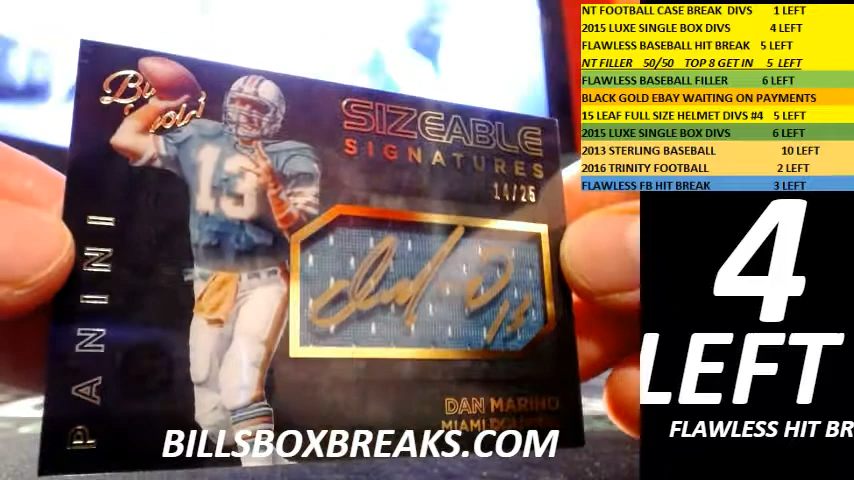 NT FOOTBALL CASE BREAK DIVS 1 LEFT
2015 LUXE SINGLE BOX DIVS 4 LEFT
FLAWLESS BASEBALL HIT BREAK 5 LEFT
NT FILLER 50/50 TOP 8 GET IN 5 LEFT
FLAWLESS BASEBALL FILLER 6 LEFT
BLACK GOLD EBAY WAITING ON PAYMENTS
15 LEAF FULL SIZE HELMET DIVS #4 5 LEFT
2015 LUXE SINGLE BOX DIVS 6 LEFT
2013 STERLING BASEBALL 10 LEFT
2016 TRINITY FOOTBALL 2 LEFT
FLAWLESS FB HIT BREAK 3 LEFT
4
LEFT
FLAWLESS HIT BR
SIZEABLE
SIGNATURES
14/25
13
PANINI
DAN MARINO
MIAMI
BILLSBOXBREAKS.COM